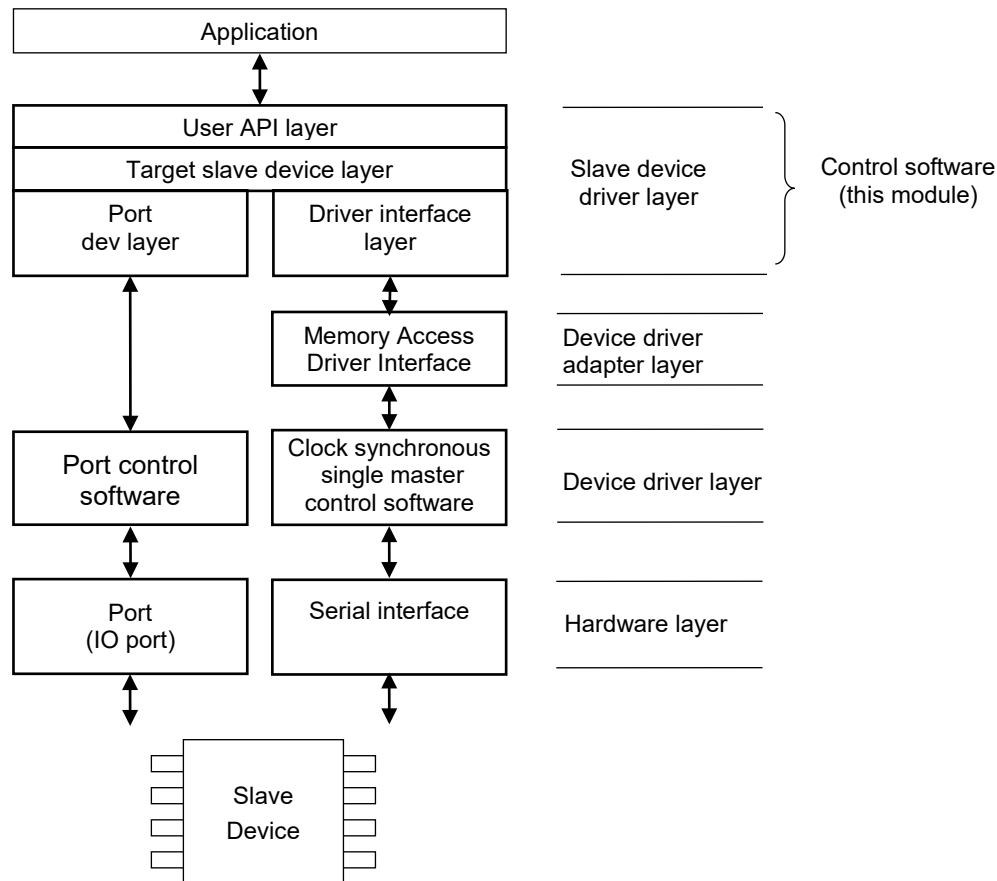 Application
User API layer
Target slave device layer
Port
dev layer
Driver interface
layer
Slave device
driver layer
Control software
(this module)
Memory Access
Driver Interface
Device driver
adapter layer
Port control
software
Clock synchronous
single master
control software
Device driver layer
Port
(IO port)
Serial interface
Hardware layer
Slave
Device